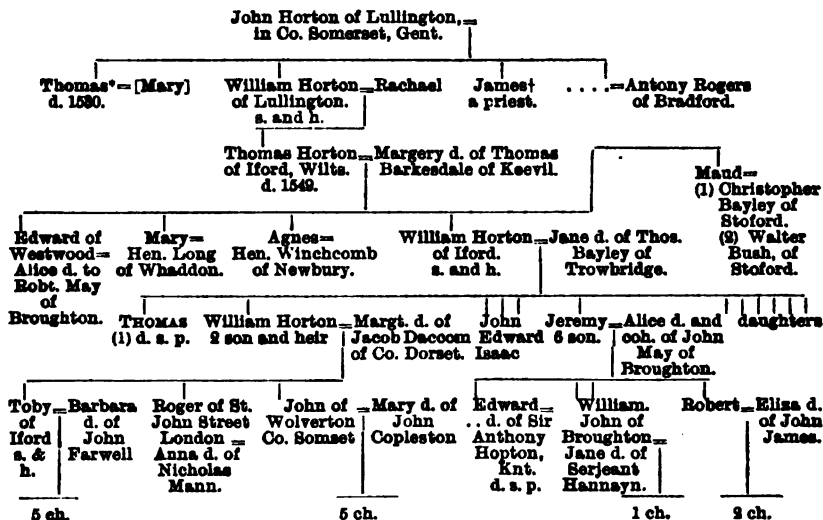 John Horton of Lullington,=
in Co. Somerset, Gent.
Thomas*=[Mary]
d. 1530.
William Horton=Rachael
of Lullington.
s. and h.
James†
a priest.
. . . .=Antony Rogers
of Bradford.
Thomas Horton=Margery d. of Thomas
of Iford, Wilts. Barkesdale of Keevil.
d. 1549.
Maud=
(1) Christopher
Bayley of
Stoford.
(2) Walter
Bush, of
Stoford.
Edward of
Westwood=
Alice d. to
Robt. May
of
Broughton.
Mary=
Hen. Long
of Whaddon.
Agnes=
Hen. Winchcomb
of Newbury.
William Horton=Jane d. of Thos.
of Iford. Bayley of
s. and h. Trowbridge.
THOMAS
(1) d. s. p.
William Horton=Margt. d. of
2 son and heir Jacob Daccom
of Co. Dorset.
John
Edward
Isaac
Jeremy=Alice d. and
6 son. coh. of John
May of
Broughton.
daughters
Toby=Barbara
of d. of
Iford John
s. & Farwell
h.
Roger of St.
John Street
London=
Anna d. of
Nicholas
Mann.
John of=Mary d. of
Wolverton John
Co. Somset Copleston
Edward=
. . d. of Sir
Anthony
Hopton,
Knt.
d. s. p.
William.
John of
Broughton=
Jane d. of
Serjeant
Hannayn.
Robert=Eliza d.
of John
James.
5 ch.
5 ch.
1 ch.
2 ch.